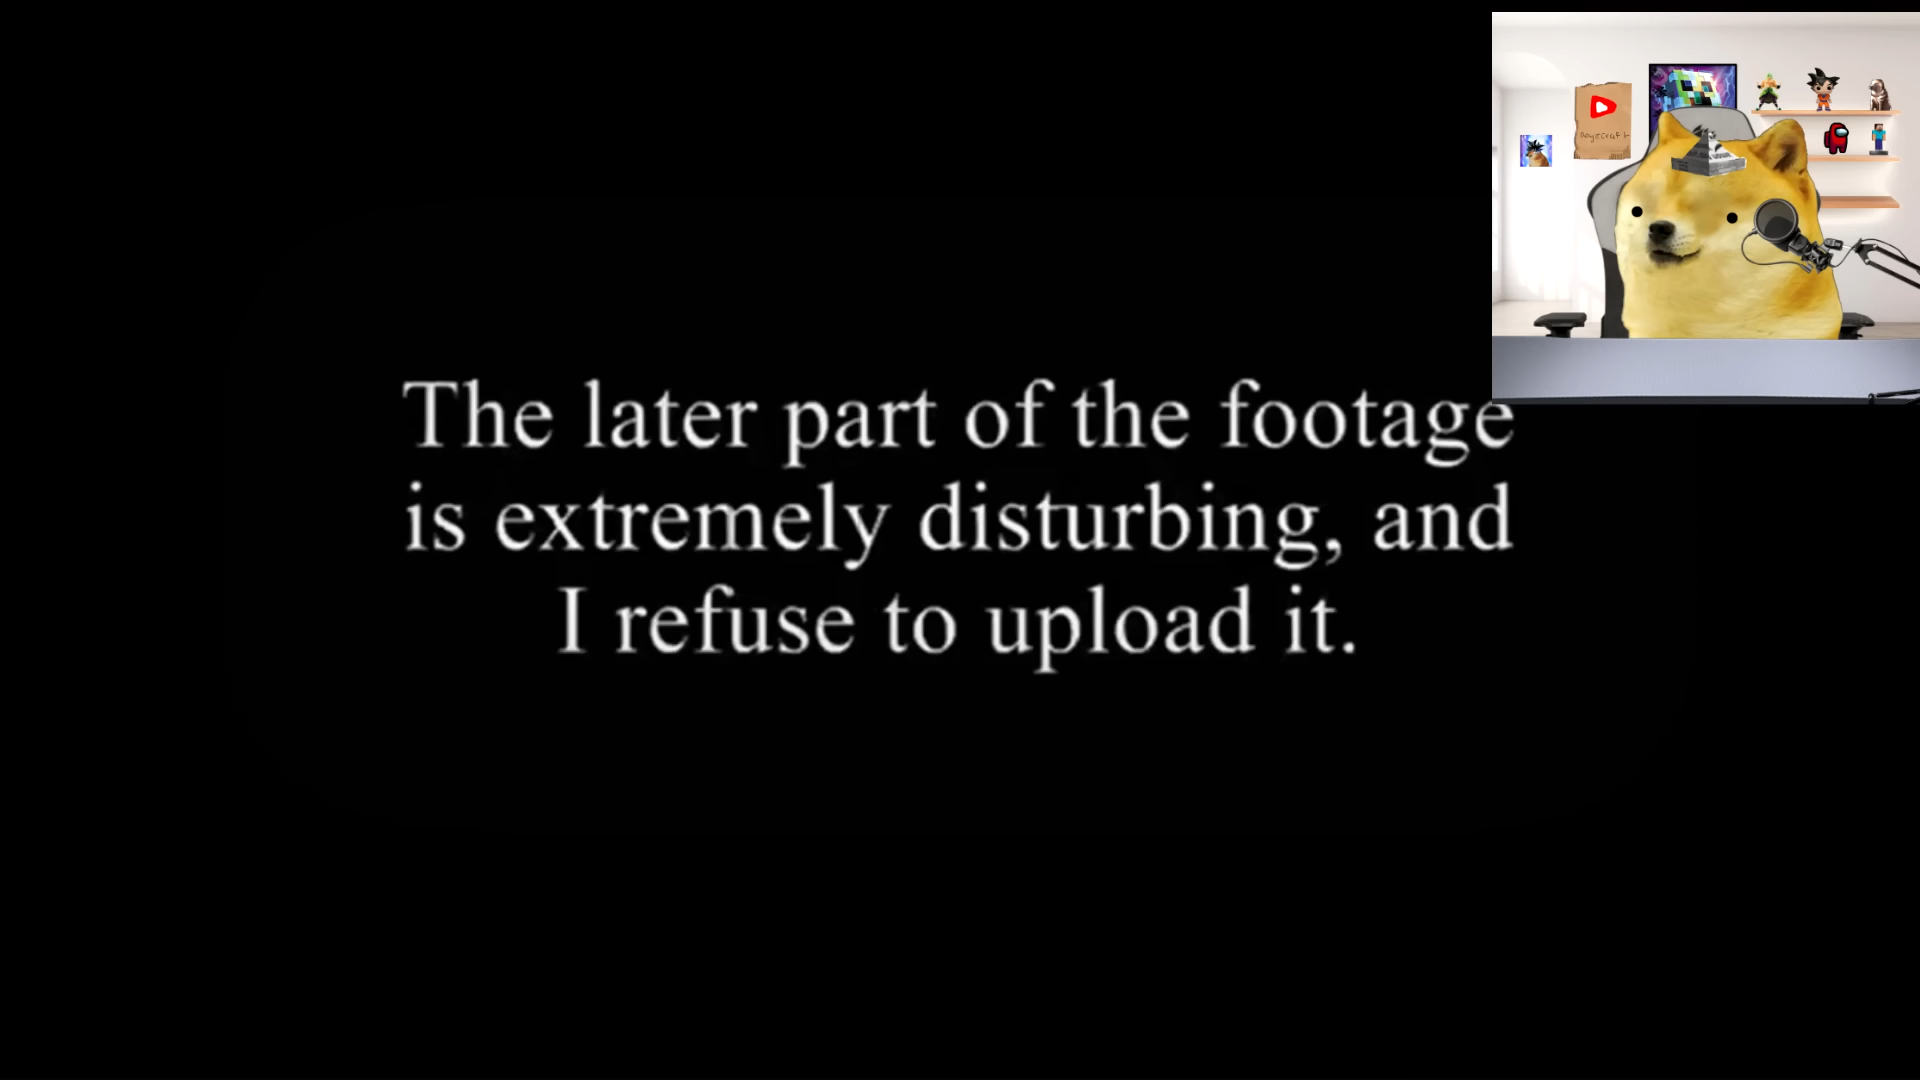 The later part of the footage
is extremely disturbing, and
I refuse to upload it.